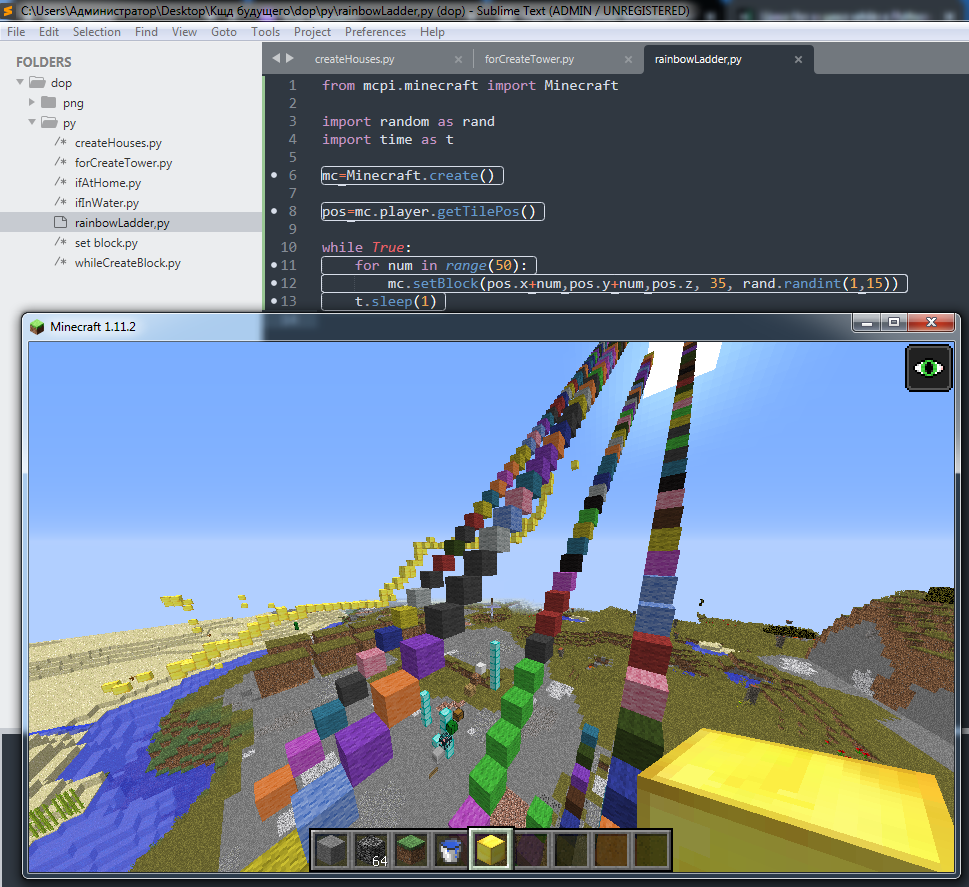 C:\Users\Администратор\Desktop\Кщд будущего\dop\py\rainbowLadder,py (dop) - Sublime Text (ADMIN / UNREGISTERED)
File Edit Selection Find View Goto Tools Project Preferences Help
FOLDERS
dop
png
py
createHouses.py
forCreateTower.py
ifAtHome.py
ifInWater.py
rainbowLadder,py
set block.py
whileCreateBlock.py
createHouses.py forCreateTower.py rainbowLadder,py
1 from mcpi.minecraft import Minecraft
2
3 import random as rand
4 import time as t
5
6 mc=Minecraft.create()
7
8 pos=mc.player.getTilePos()
9
10 while True:
11 for num in range(50):
12 mc.setBlock(pos.x+num,pos.y+num,pos.z, 35, rand.randint(1,15))
13 t.sleep(1)
Minecraft 1.11.2
64